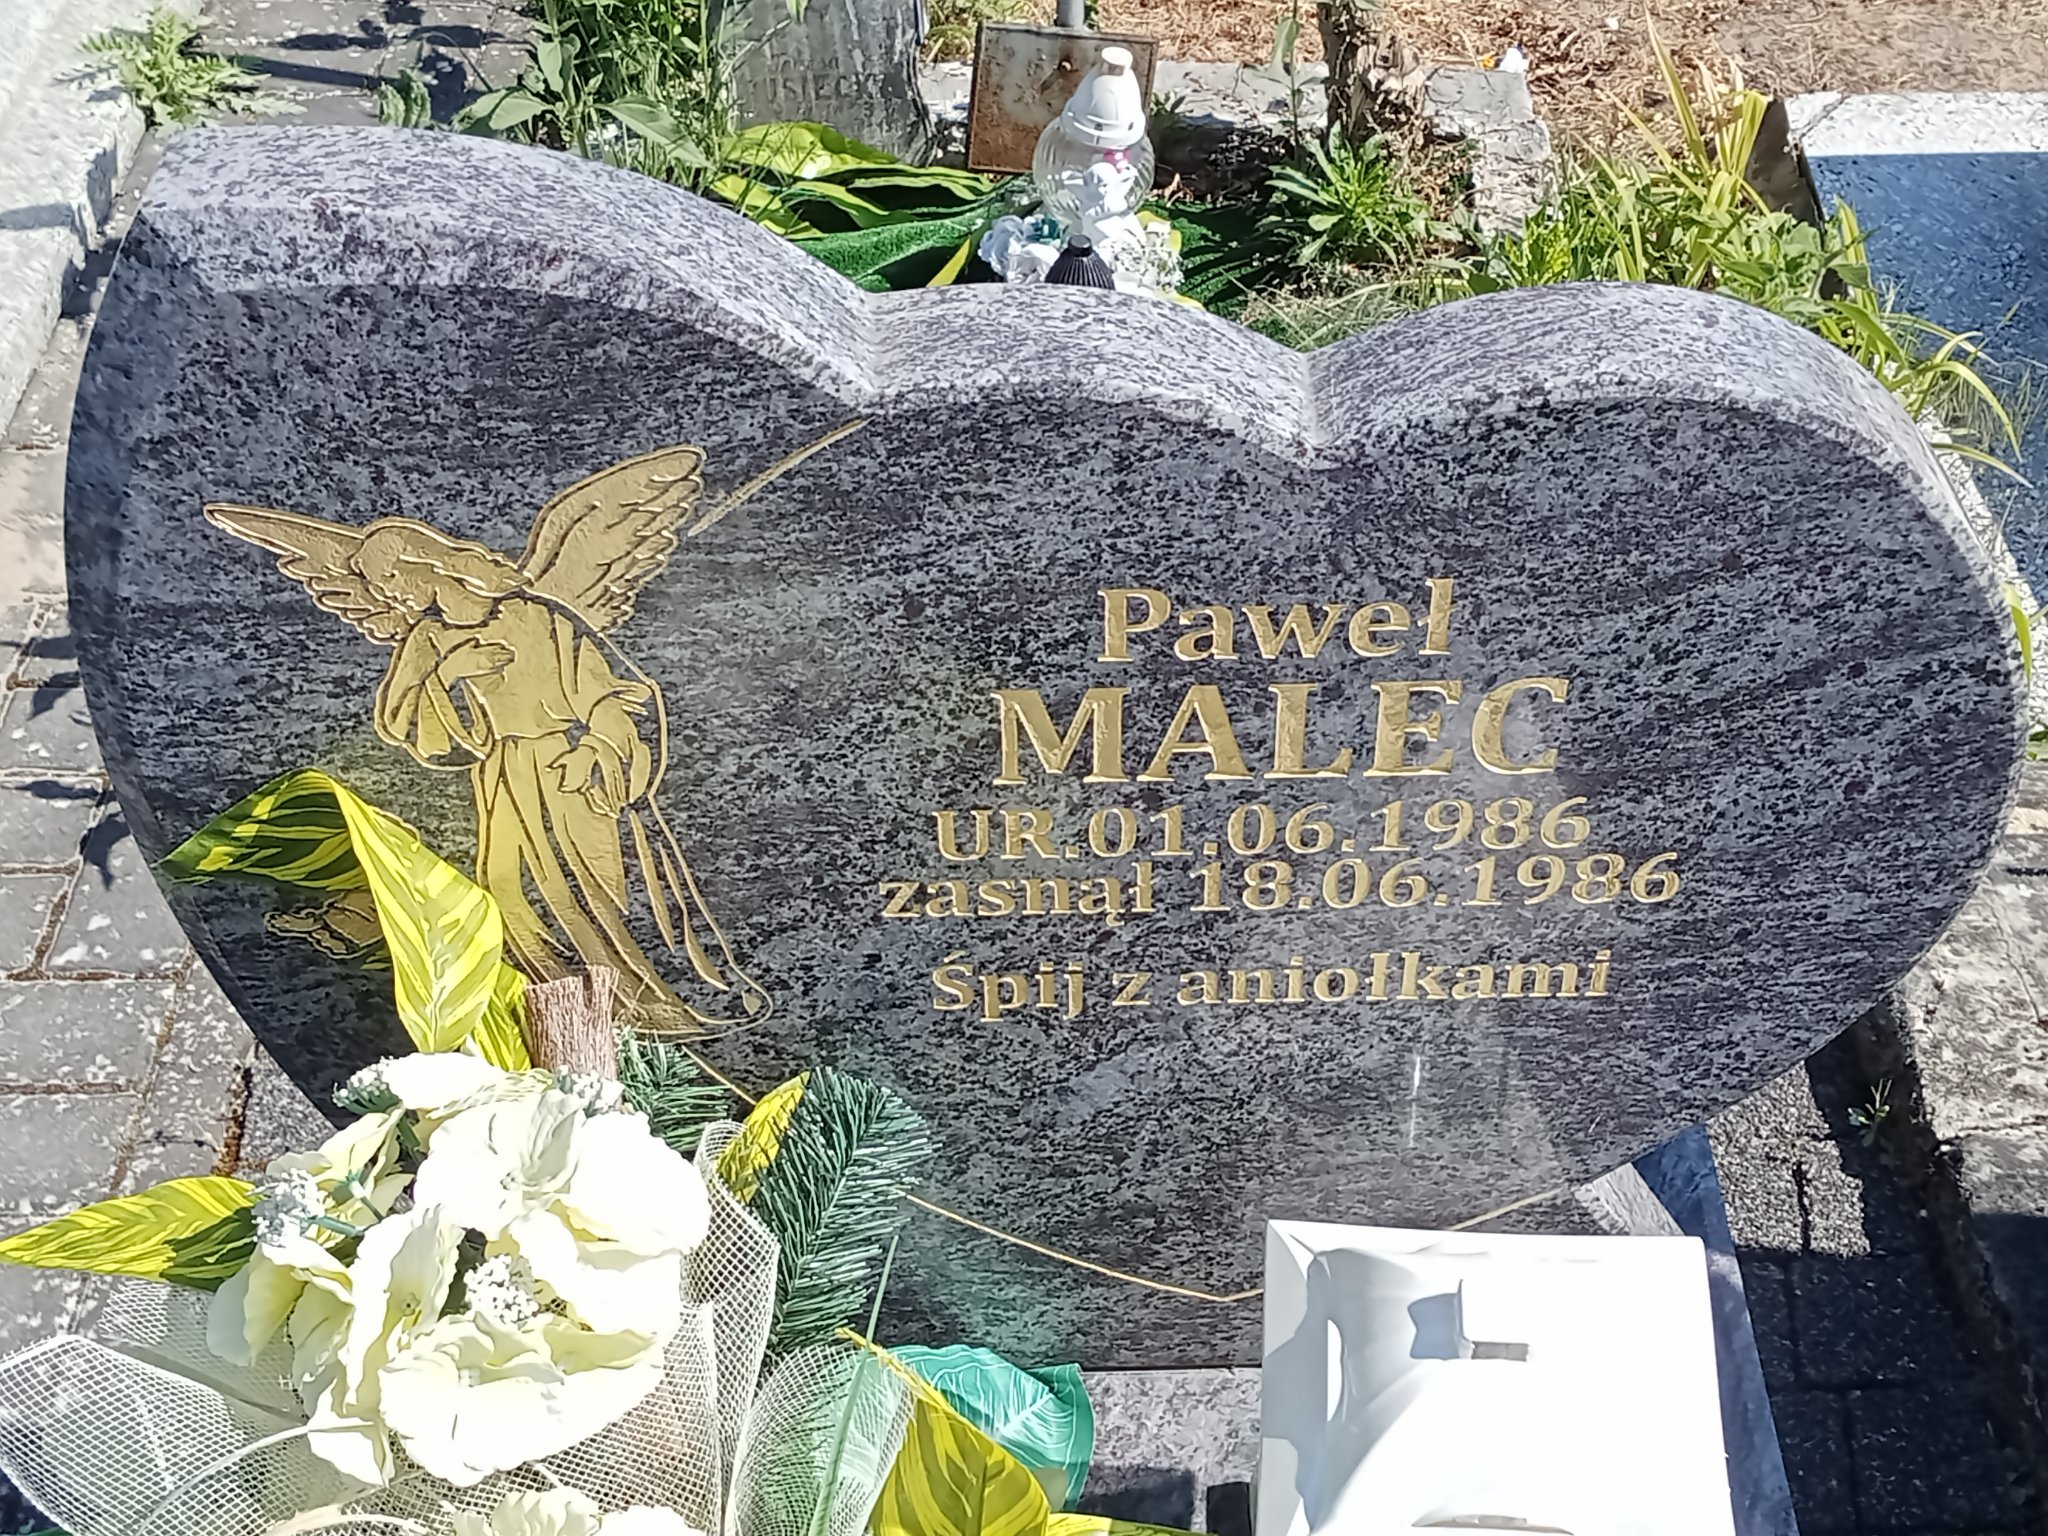 Paweł
MALEC
UR.01.06.1986
zasnął 18.06.1986
Śpij z aniołkami